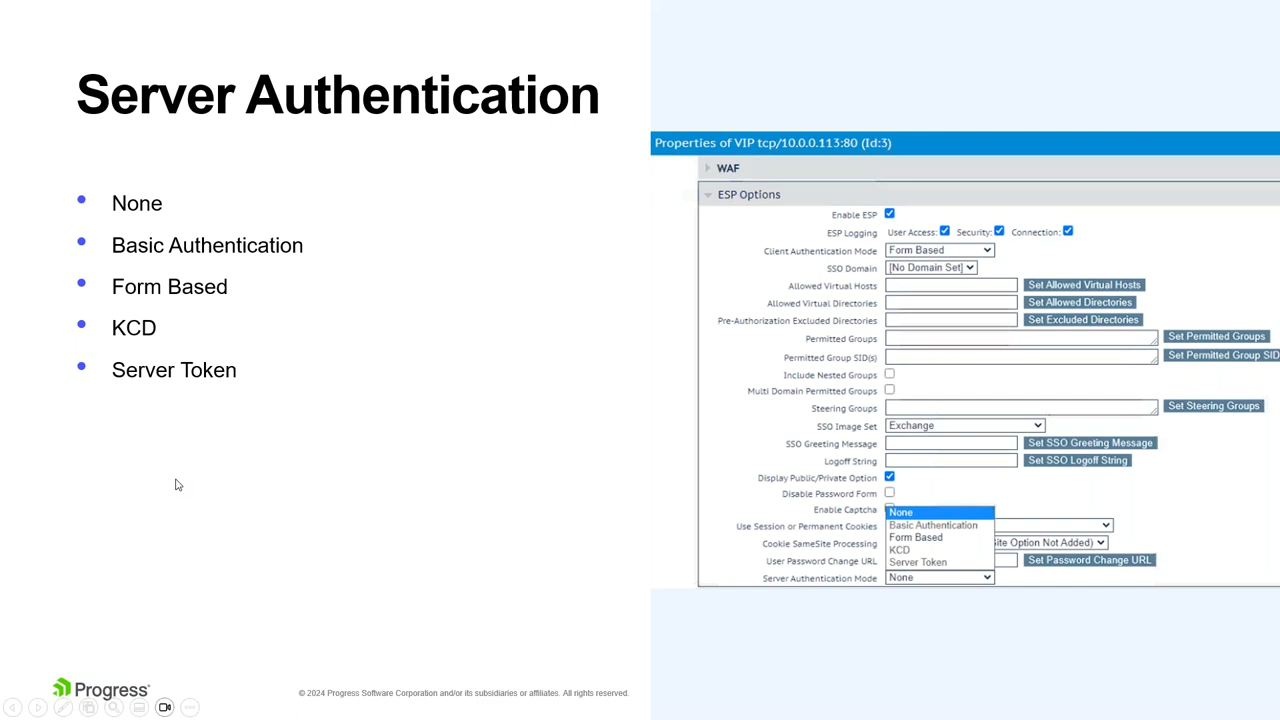 Server Authentication
None
Basic Authentication
Form Based
KCD
Server Token
Progress
© 2024 Progress Software Corporation and/or its subsidiaries or affiliates. All rights reserved.
Properties of VIP tcp/10.0.0.113:80 (Id:3)
WAF
ESP Options
Enable ESP
ESP Logging User Access: Security: Connection:
Client Authentication Mode Form Based
SSO Domain [No Domain Set]
Allowed Virtual Hosts Set Allowed Virtual Hosts
Allowed Virtual Directories Set Allowed Directories
Pre-Authorization Excluded Directories Set Excluded Directories
Permitted Groups Set Permitted Groups
Permitted Group SID(s) Set Permitted Group SID
Include Nested Groups
Multi Domain Permitted Groups
Steering Groups Set Steering Groups
SSO Image Set Exchange
SSO Greeting Message Set SSO Greeting Message
Logoff String Set SSO Logoff String
Display Public/Private Option
Disable Password Form
Enable Captcha
None
Basic Authentication
Form Based
KCD
Server Token
Use Session or Permanent Cookies
Cookie SameSite Processing ite Option Not Added)
User Password Change URL Set Password Change URL
Server Authentication Mode None